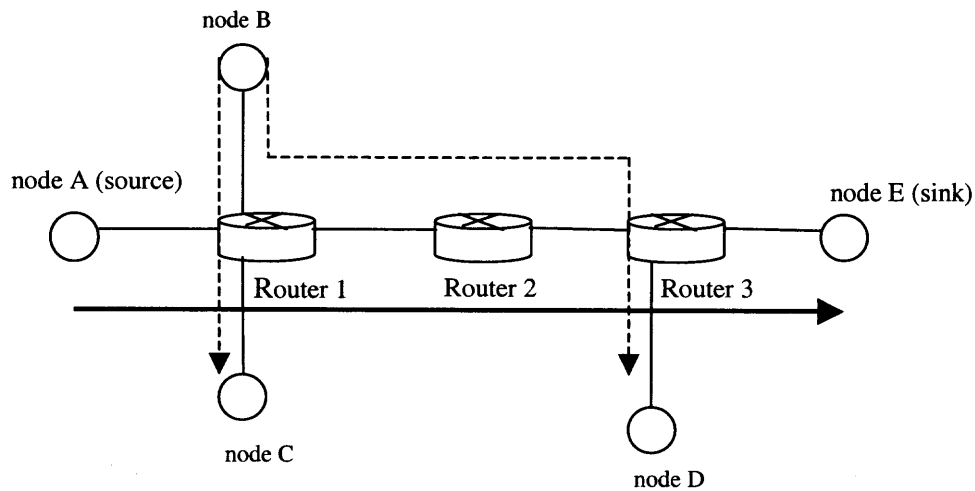 node B
node A (source)
node E (sink)
Router 1
Router 2
Router 3
node C
node D